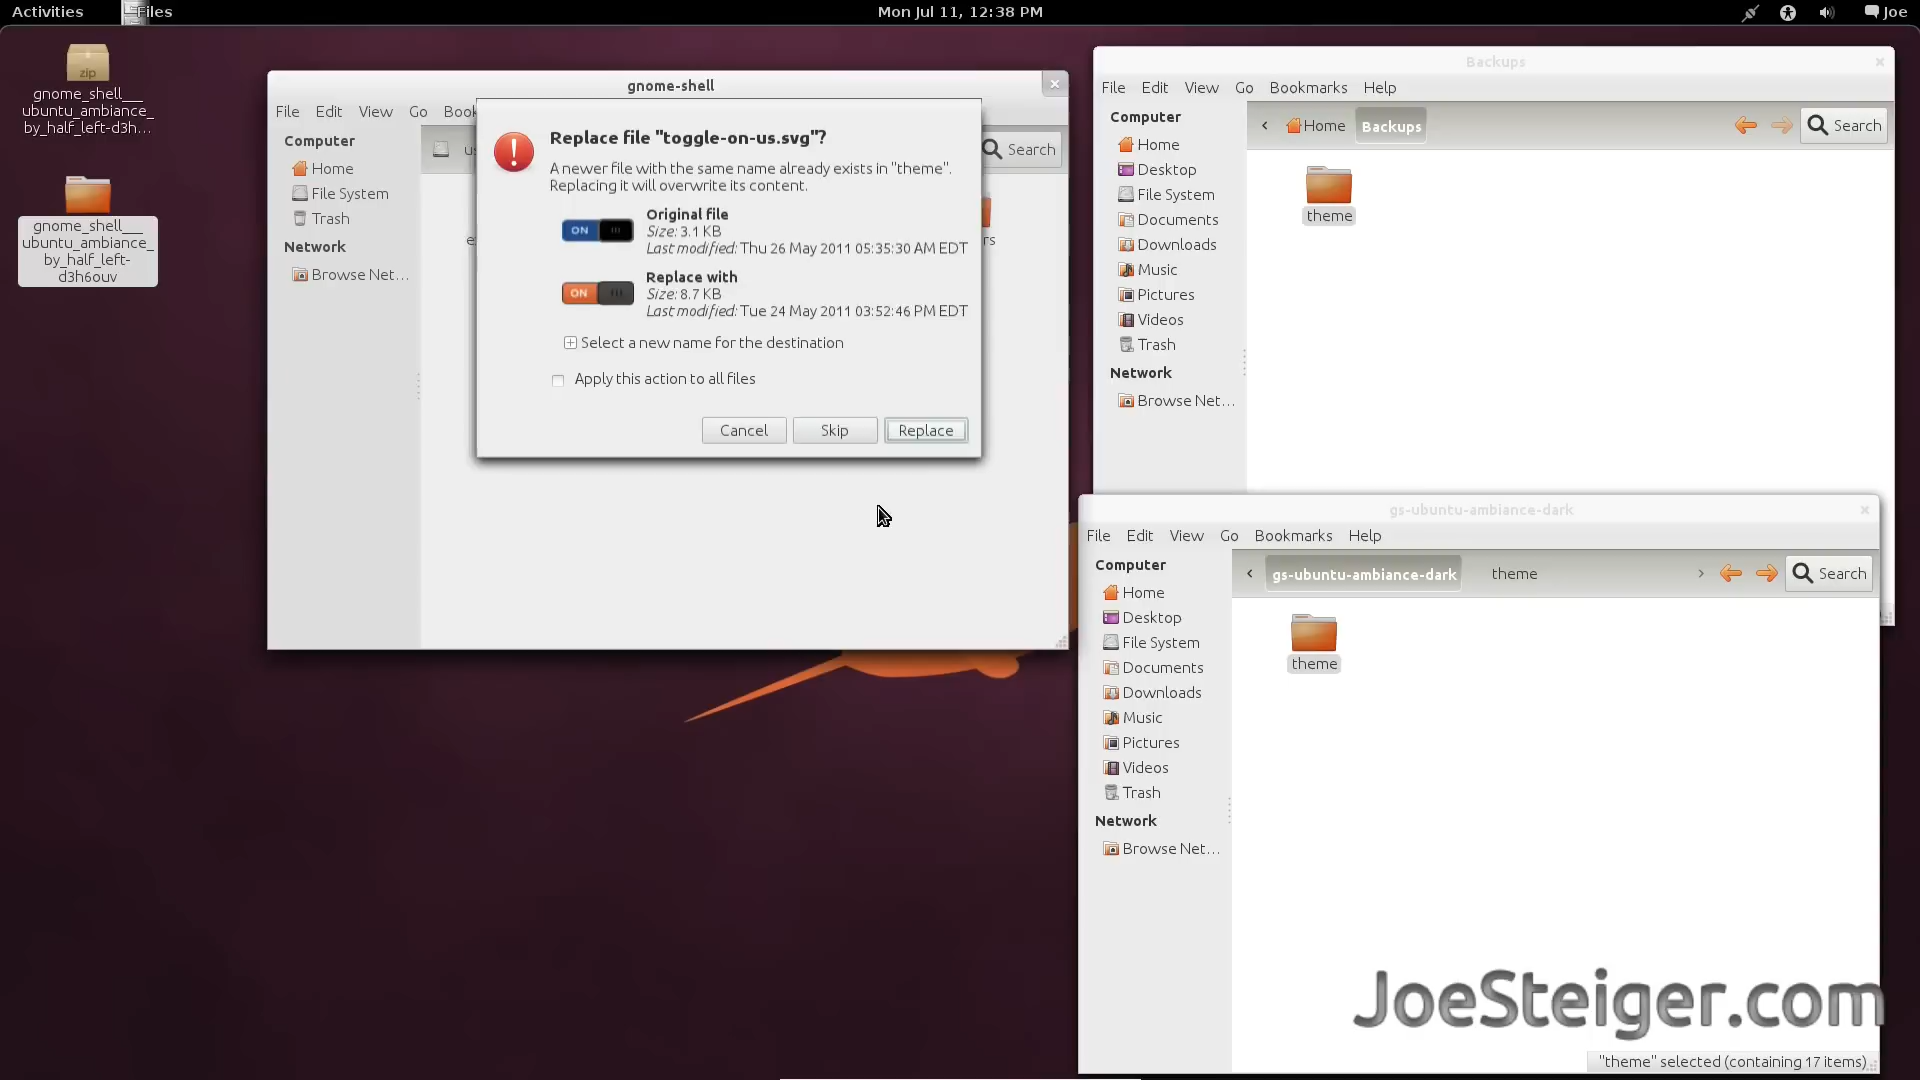 Activities
Files
Mon Jul 11, 12:38 PM
Joe
zip
gnome_shell___
ubuntu_ambiance_
by_half_left-d3h...
gnome_shell___
ubuntu_ambiance_
by_half_left-
d3h6ouv
gnome-shell
File Edit View Go Book
Computer
Home
File System
Trash
Network
Browse Net...
us
Search
e
rs
Replace file "toggle-on-us.svg"?
A newer file with the same name already exists in "theme".
Replacing it will overwrite its content.
ON
Original file
Size: 3.1 KB
Last modified: Thu 26 May 2011 05:35:30 AM EDT
ON
Replace with
Size: 8.7 KB
Last modified: Tue 24 May 2011 03:52:46 PM EDT
Select a new name for the destination
Apply this action to all files
Cancel Skip Replace
Backups
File Edit View Go Bookmarks Help
Computer
Home
Desktop
File System
Documents
Downloads
Music
Pictures
Videos
Trash
Network
Browse Net...
Home Backups
Search
theme
gs-ubuntu-ambiance-dark
File Edit View Go Bookmarks Help
Computer
Home
Desktop
File System
Documents
Downloads
Music
Pictures
Videos
Trash
Network
Browse Net...
gs-ubuntu-ambiance-dark theme
Search
theme
JoeSteiger.com
"theme" selected (containing 17 items)